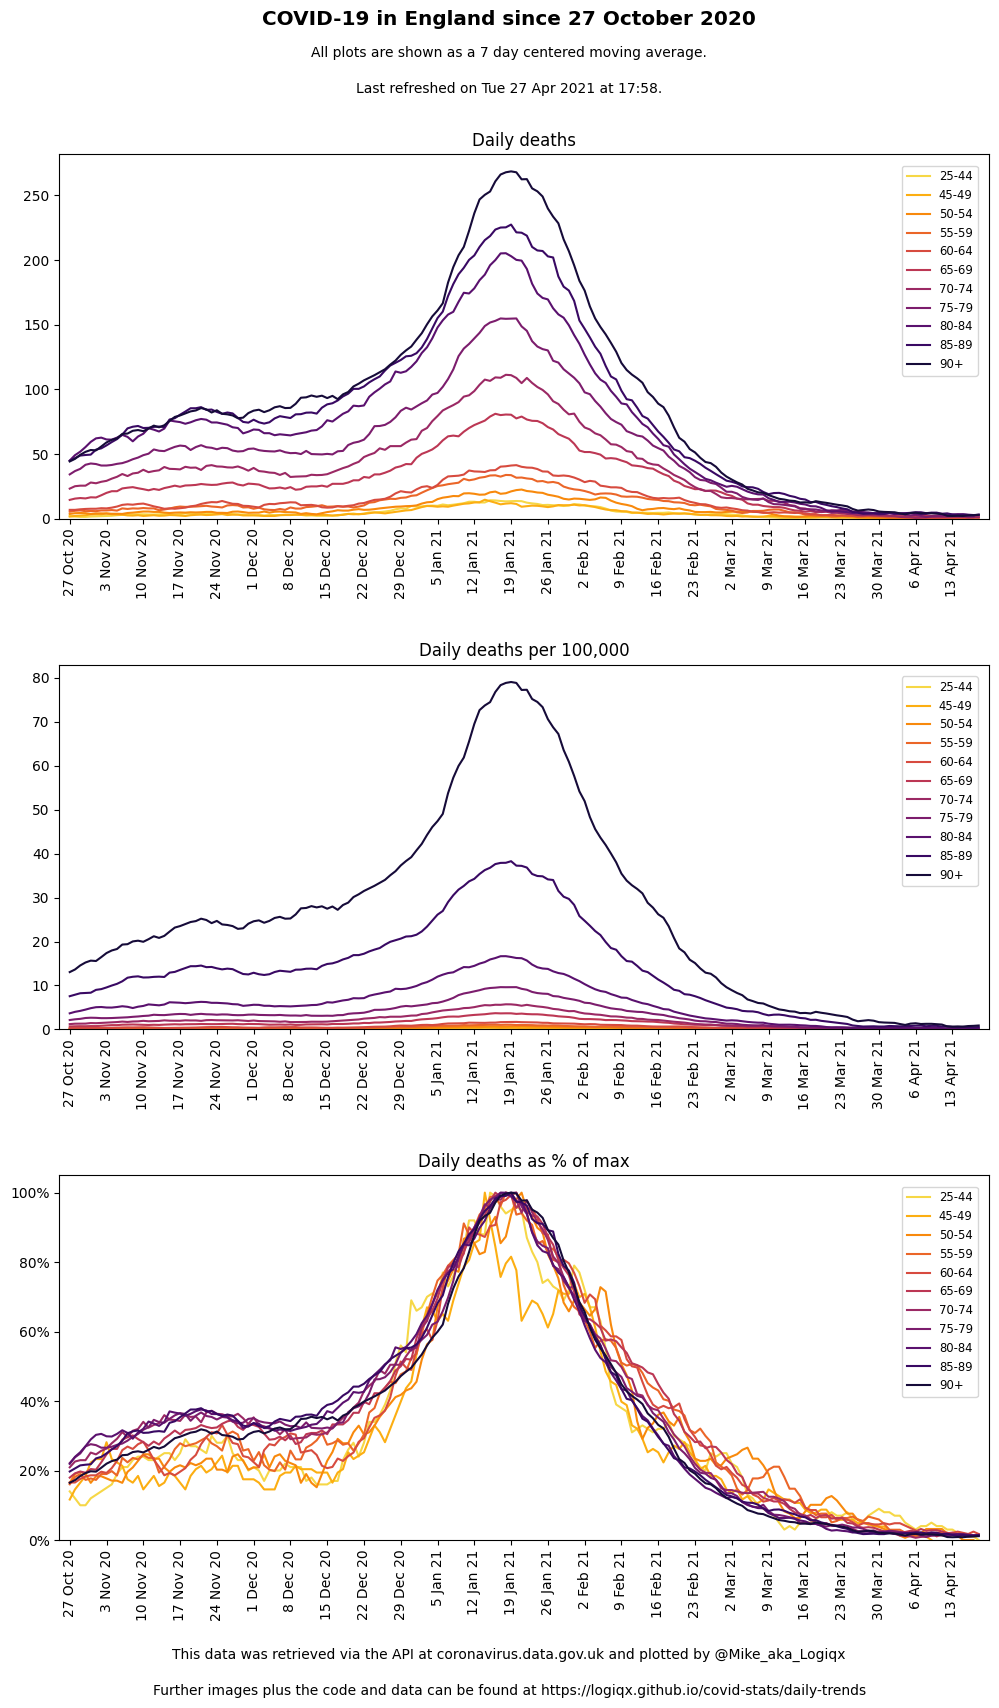 COVID-19 in England since 27 October 2020
All plots are shown as a 7 day centered moving average.
Last refreshed on Tue 27 Apr 2021 at 17:58.
Daily deaths
250
200
150
100
50
0
25-44
45-49
50-54
55-59
60-64
65-69
70-74
75-79
80-84
85-89
90+
27 Oct 20
3 Nov 20
10 Nov 20
17 Nov 20
24 Nov 20
1 Dec 20
8 Dec 20
15 Dec 20
22 Dec 20
29 Dec 20
5 Jan 21
12 Jan 21
19 Jan 21
26 Jan 21
2 Feb 21
9 Feb 21
16 Feb 21
23 Feb 21
2 Mar 21
9 Mar 21
16 Mar 21
23 Mar 21
30 Mar 21
6 Apr 21
13 Apr 21
Daily deaths per 100,000
80
70
60
50
40
30
20
10
0
25-44
45-49
50-54
55-59
60-64
65-69
70-74
75-79
80-84
85-89
90+
27 Oct 20
3 Nov 20
10 Nov 20
17 Nov 20
24 Nov 20
1 Dec 20
8 Dec 20
15 Dec 20
22 Dec 20
29 Dec 20
5 Jan 21
12 Jan 21
19 Jan 21
26 Jan 21
2 Feb 21
9 Feb 21
16 Feb 21
23 Feb 21
2 Mar 21
9 Mar 21
16 Mar 21
23 Mar 21
30 Mar 21
6 Apr 21
13 Apr 21
Daily deaths as % of max
100%
80%
60%
40%
20%
0%
25-44
45-49
50-54
55-59
60-64
65-69
70-74
75-79
80-84
85-89
90+
27 Oct 20
3 Nov 20
10 Nov 20
17 Nov 20
24 Nov 20
1 Dec 20
8 Dec 20
15 Dec 20
22 Dec 20
29 Dec 20
5 Jan 21
12 Jan 21
19 Jan 21
26 Jan 21
2 Feb 21
9 Feb 21
16 Feb 21
23 Feb 21
2 Mar 21
9 Mar 21
16 Mar 21
23 Mar 21
30 Mar 21
6 Apr 21
13 Apr 21
This data was retrieved via the API at coronavirus.data.gov.uk and plotted by @Mike_aka_Logiqx
Further images plus the code and data can be found at https://logiqx.github.io/covid-stats/daily-trends